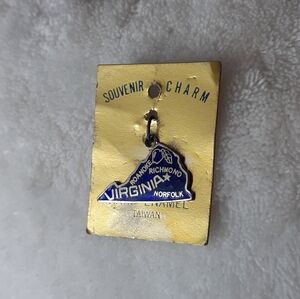 SOUVENIR CHARM
ROANOKE
RICHMOND
VIRGINIA
NORFOLK
ENAMEL
TAIWAN